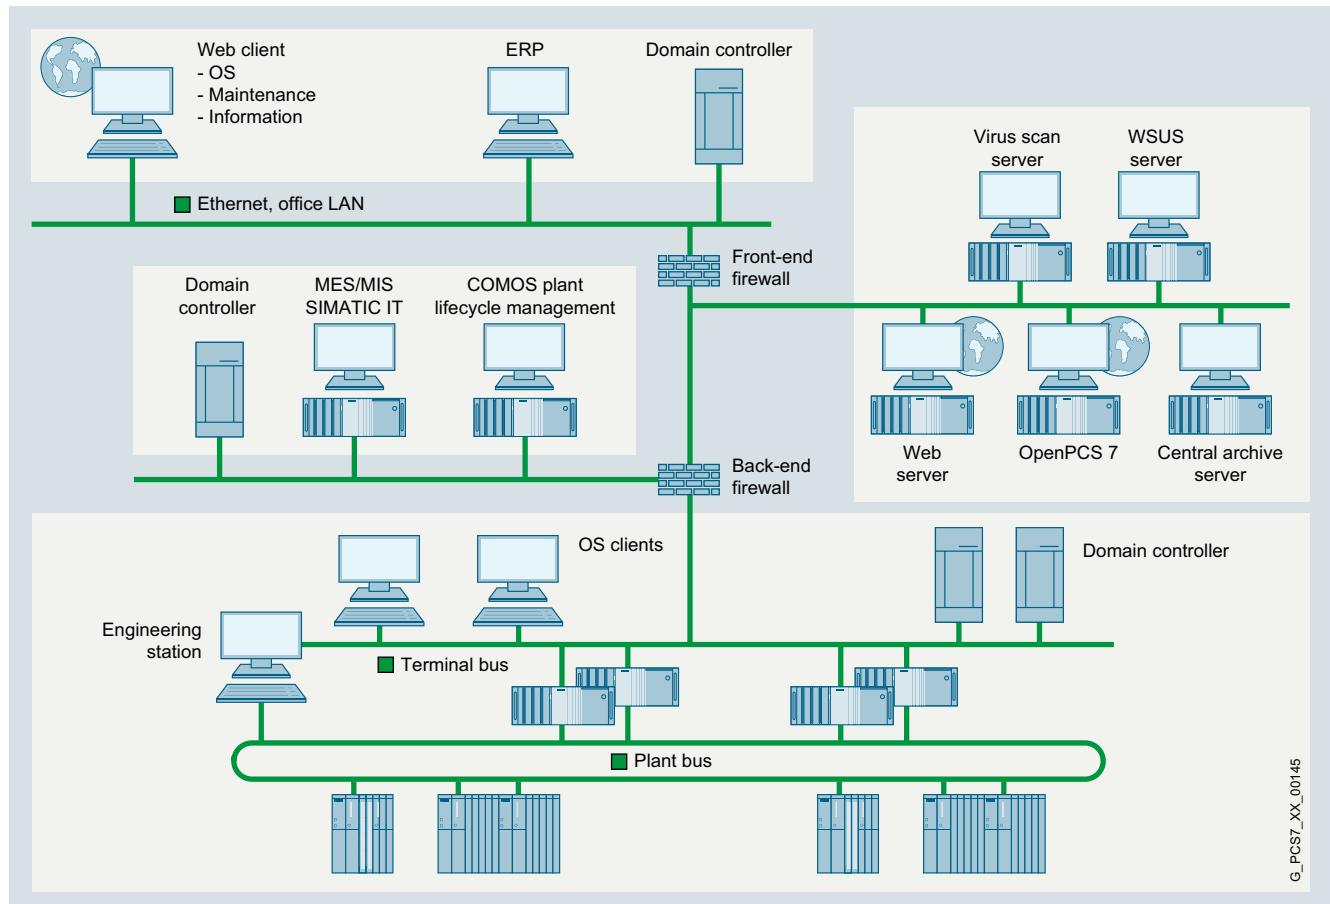 Web client
- OS
- Maintenance
- Information
ERP
Domain controller
Ethernet, office LAN
Virus scan
server
WSUS
server
Front-end
firewall
Domain
controller
MES/MIS
SIMATIC IT
COMOS plant
lifecycle management
Web
server
OpenPCS 7
Central archive
server
Back-end
firewall
OS clients
Domain controller
Engineering
station
Terminal bus
Plant bus
G_PCS7_XX_00145